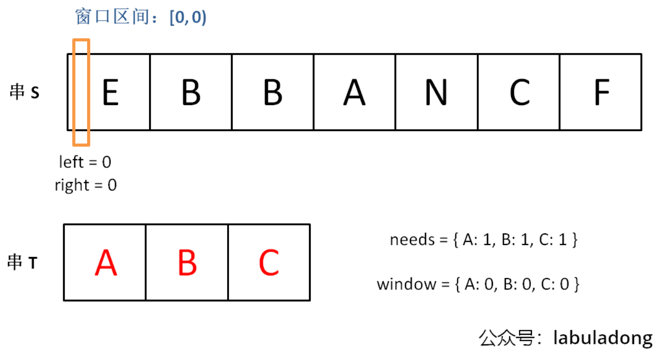 窗口区间：[0, 0)
串 S
E B B A N C F
left = 0
right = 0
串 T
A B C
needs = { A: 1, B: 1, C: 1 }
window = { A: 0, B: 0, C: 0 }
公众号：labuladong